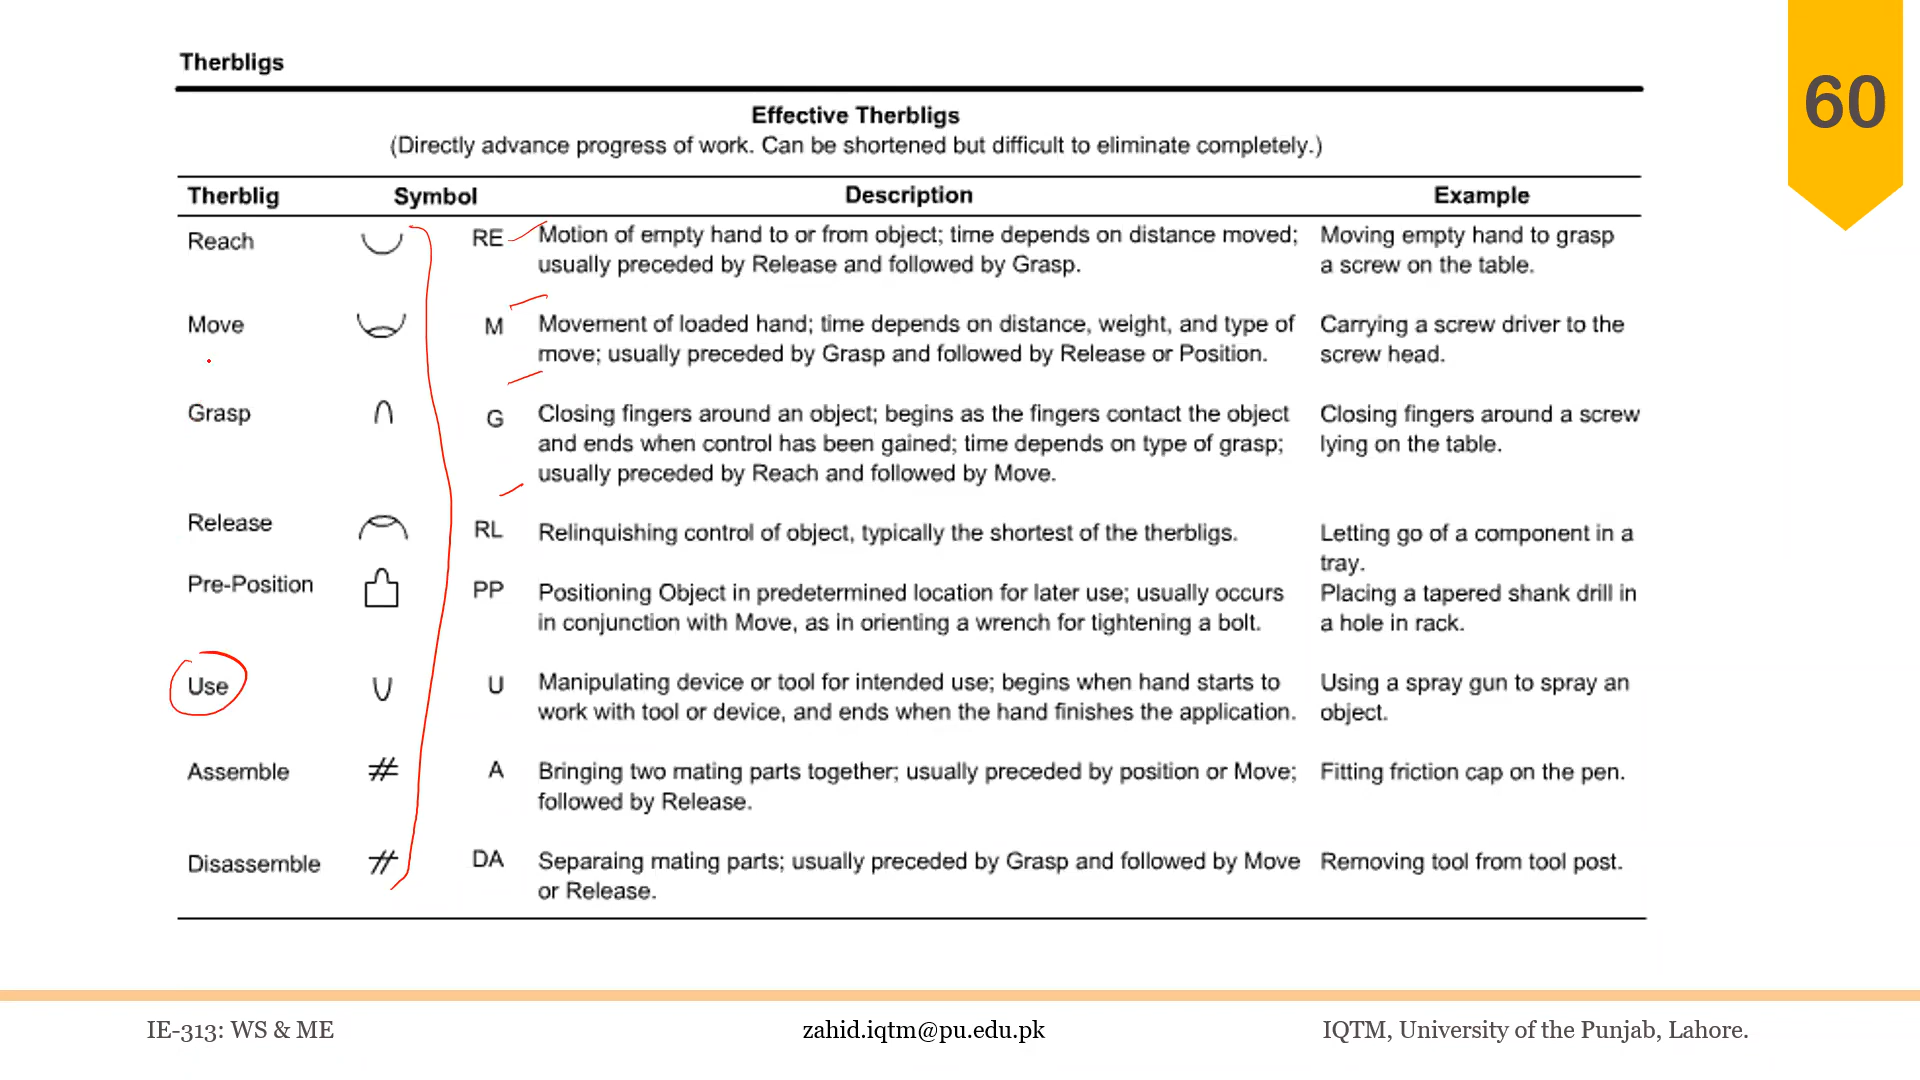 Therbligs
60
Effective Therbligs
(Directly advance progress of work. Can be shortened but difficult to eliminate completely.)
Therblig Symbol Description Example
Reach RE Motion of empty hand to or from object; time depends on distance moved; Moving empty hand to grasp
usually preceded by Release and followed by Grasp. a screw on the table.
Move M Movement of loaded hand; time depends on distance, weight, and type of Carrying a screw driver to the
move; usually preceded by Grasp and followed by Release or Position. screw head.
Grasp G Closing fingers around an object; begins as the fingers contact the object Closing fingers around a screw
and ends when control has been gained; time depends on type of grasp; lying on the table.
usually preceded by Reach and followed by Move.
Release RL Relinquishing control of object, typically the shortest of the therbligs. Letting go of a component in a
tray.
Pre-Position PP Positioning Object in predetermined location for later use; usually occurs Placing a tapered shank drill in
in conjunction with Move, as in orienting a wrench for tightening a bolt. a hole in rack.
Use U Manipulating device or tool for intended use; begins when hand starts to Using a spray gun to spray an
work with tool or device, and ends when the hand finishes the application. object.
Assemble # A Bringing two mating parts together; usually preceded by position or Move; Fitting friction cap on the pen.
followed by Release.
Disassemble DA Separaing mating parts; usually preceded by Grasp and followed by Move Removing tool from tool post.
or Release.
IE-313: WS & ME zahid.iqtm@pu.edu.pk IQTM, University of the Punjab, Lahore.